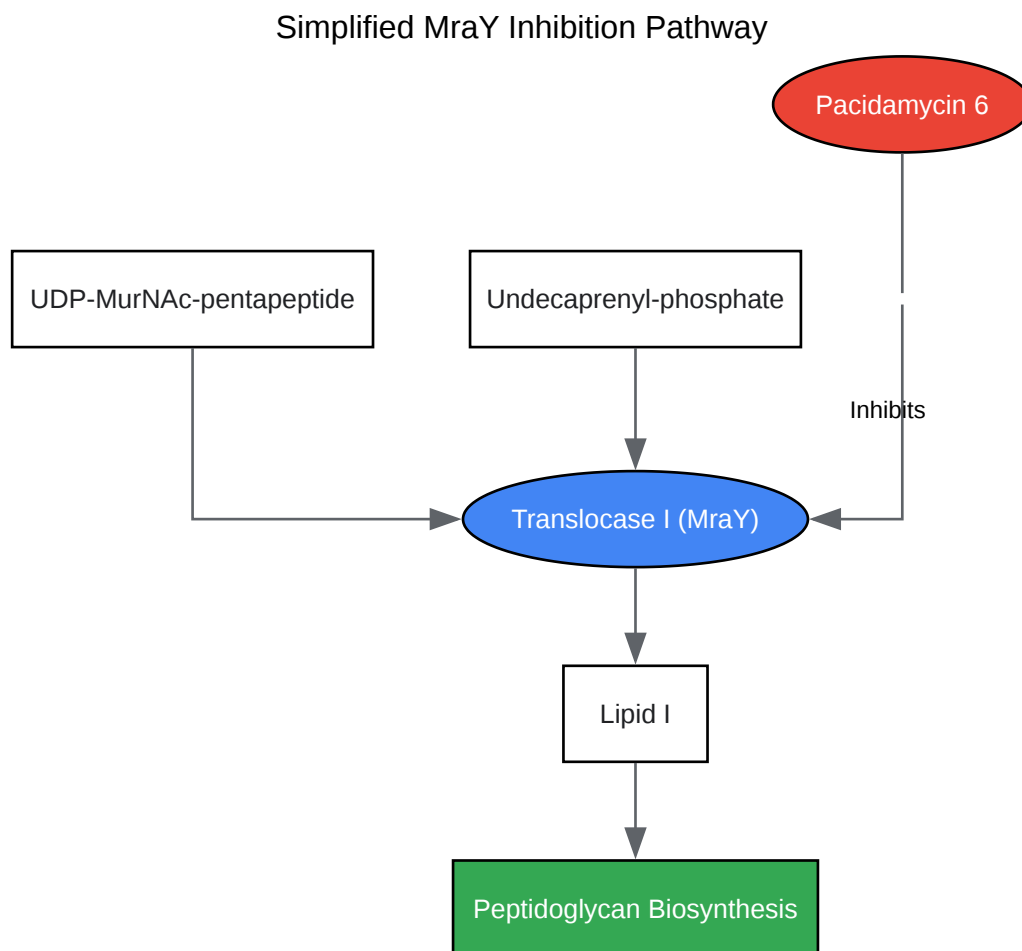 Simplified MraY Inhibition Pathway
Pacidamycin 6
UDP-MurNAc-pentapeptide
Undecaprenyl-phosphate
Inhibits
Translocase I (MraY)
Lipid I
Peptidoglycan Biosynthesis